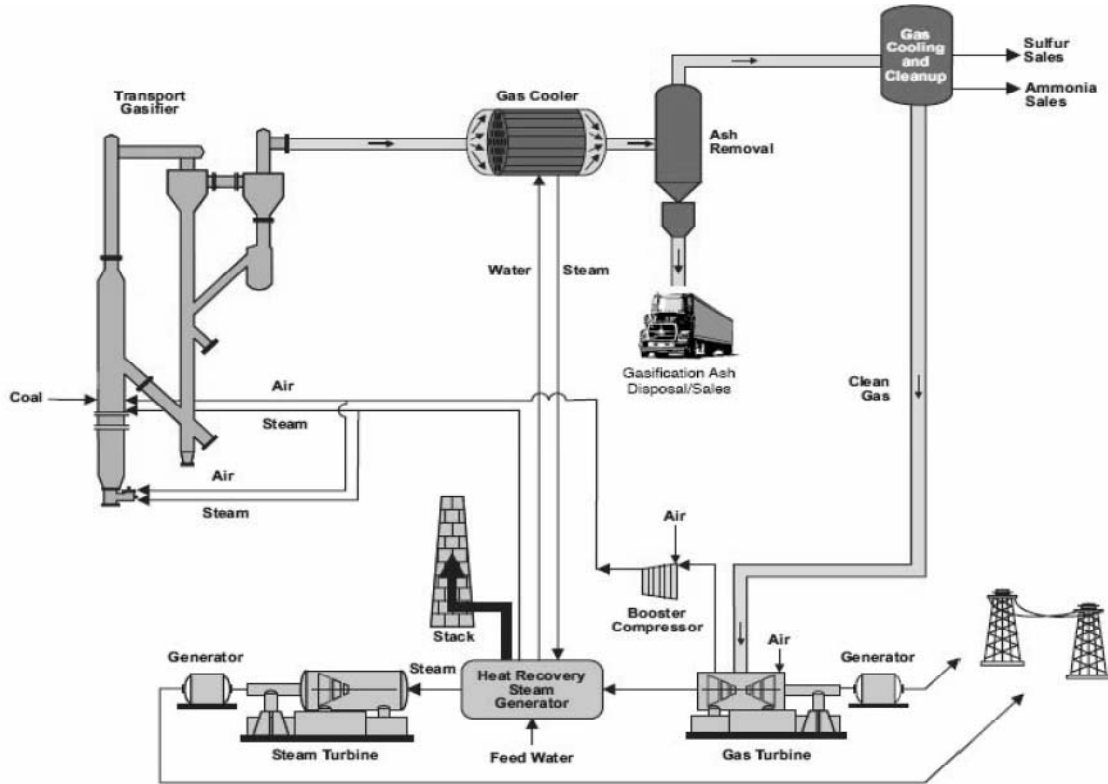 Gas
Cooling
and
Cleanup
Sulfur
Sales
Ammonia
Sales
Transport
Gasifier
Gas Cooler
Ash
Removal
Water
Steam
Gasification Ash
Disposal/Sales
Clean
Gas
Coal
Air
Steam
Air
Steam
Air
Booster
Compressor
Stack
Air
Generator
Steam
Heat Recovery
Steam
Generator
Generator
Steam Turbine
Feed Water
Gas Turbine